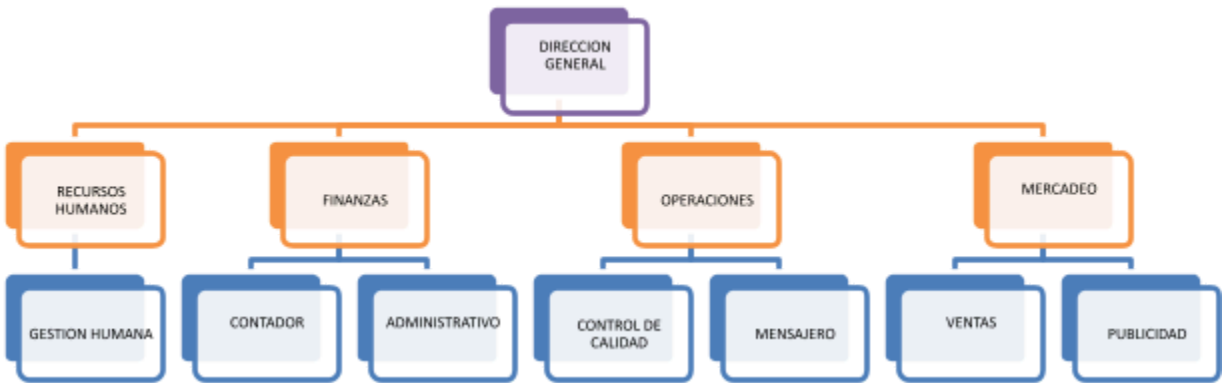 DIRECCION
GENERAL
RECURSOS
HUMANOS
FINANZAS
OPERACIONES
MERCADEO
GESTION HUMANA
CONTADOR
ADMINISTRATIVO
CONTROL DE
CALIDAD
MENSAJERO
VENTAS
PUBLICIDAD